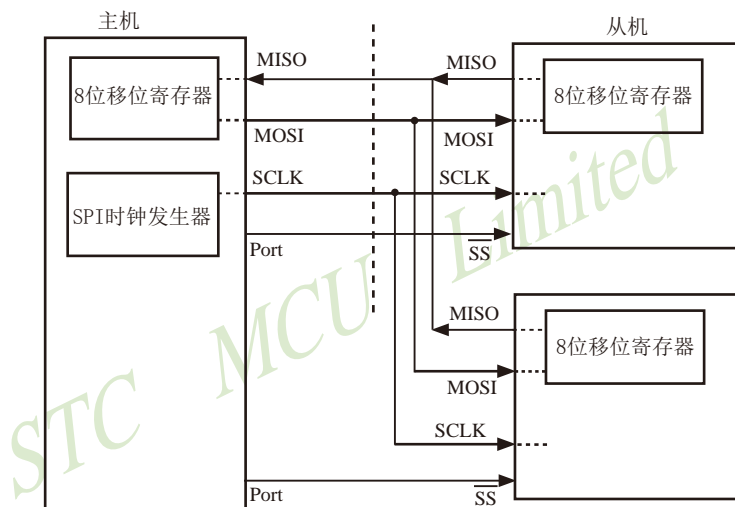 主机
从机
MISO
MISO
8位移位寄存器
8位移位寄存器
MOSI
MOSI
SCLK
SCLK
SPI时钟发生器
Port
SS
MISO
8位移位寄存器
MOSI
SCLK
Port
SS
STC MCU Limited